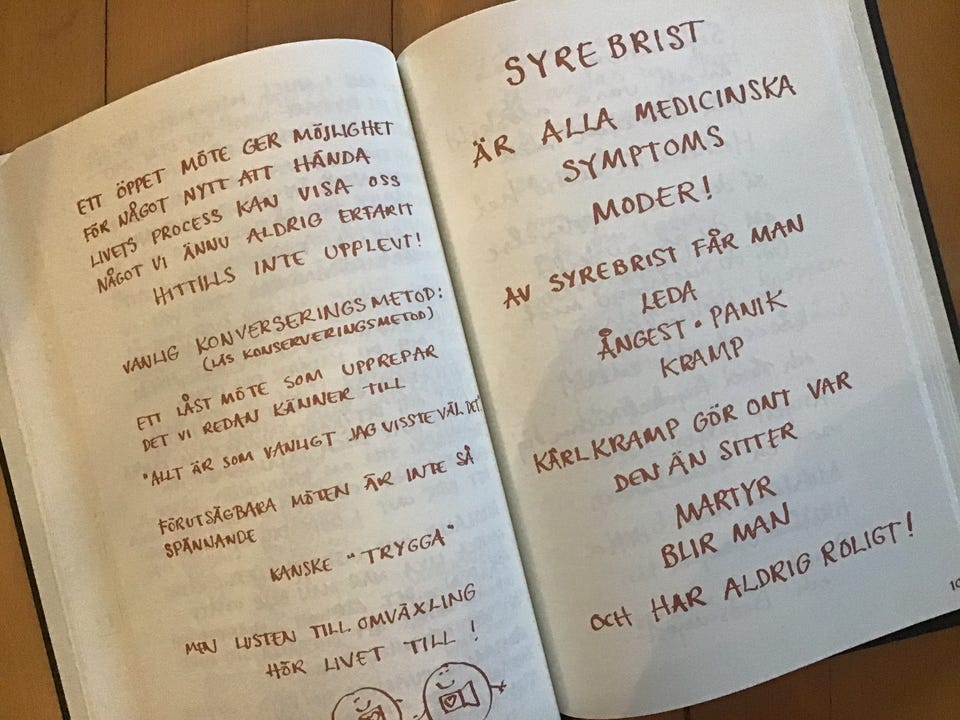 ETT ÖPPET MÖTE GER MÖJLIGHET
FÖR NÅGOT NYTT ATT HÄNDA
LIVETS PROCESS KAN VISA OSS
NÅGOT VI ÄNNU ALDRIG ERFARIT
HITTILLS INTE UPPLEVT!
VANLIG KONVERSERINGSMETOD:
(LÄS KONSERVERINGSMETOD)
ETT LÅST MÖTE SOM UPPREPAR
DET VI REDAN KÄNNER TILL
"ALLT ÄR SOM VANLIGT JAG VISSTE VÄL DET"
FÖRUTSÄGBARA MÖTEN ÄR INTE SÅ
SPÄNNANDE
KANSKE "TRYGGA"
MEN LUSTEN TILL OMVÄXLING
HÖR LIVET TILL!
SYREBRIST
ÄR ALLA MEDICINSKA
SYMPTOMS
MODER!
AV SYREBRIST FÅR MAN
LEDA
ÅNGEST · PANIK
KRAMP
KÄRLKRAMP GÖR ONT VAR
DEN ÄN SITTER
MARTYR
BLIR MAN
OCH HAR ALDRIG ROLIGT!